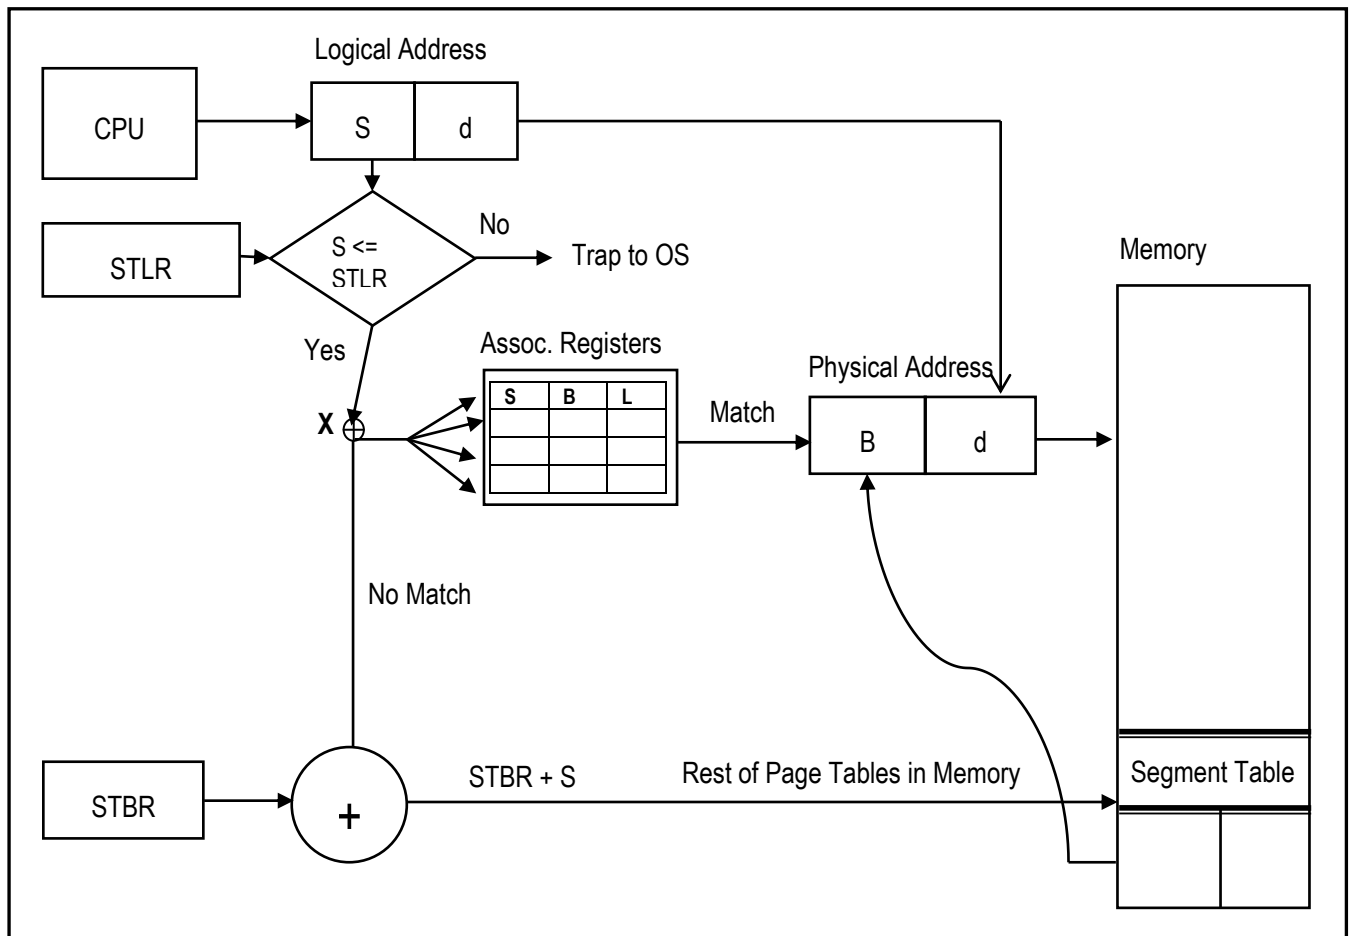 Logical Address
CPU
S
d
No
S <=
STLR
STLR
Trap to OS
Memory
Yes
Assoc. Registers
Physical Address
S B L
Match
X
B
d
No Match
STBR + S
Rest of Page Tables in Memory
Segment Table
STBR
+